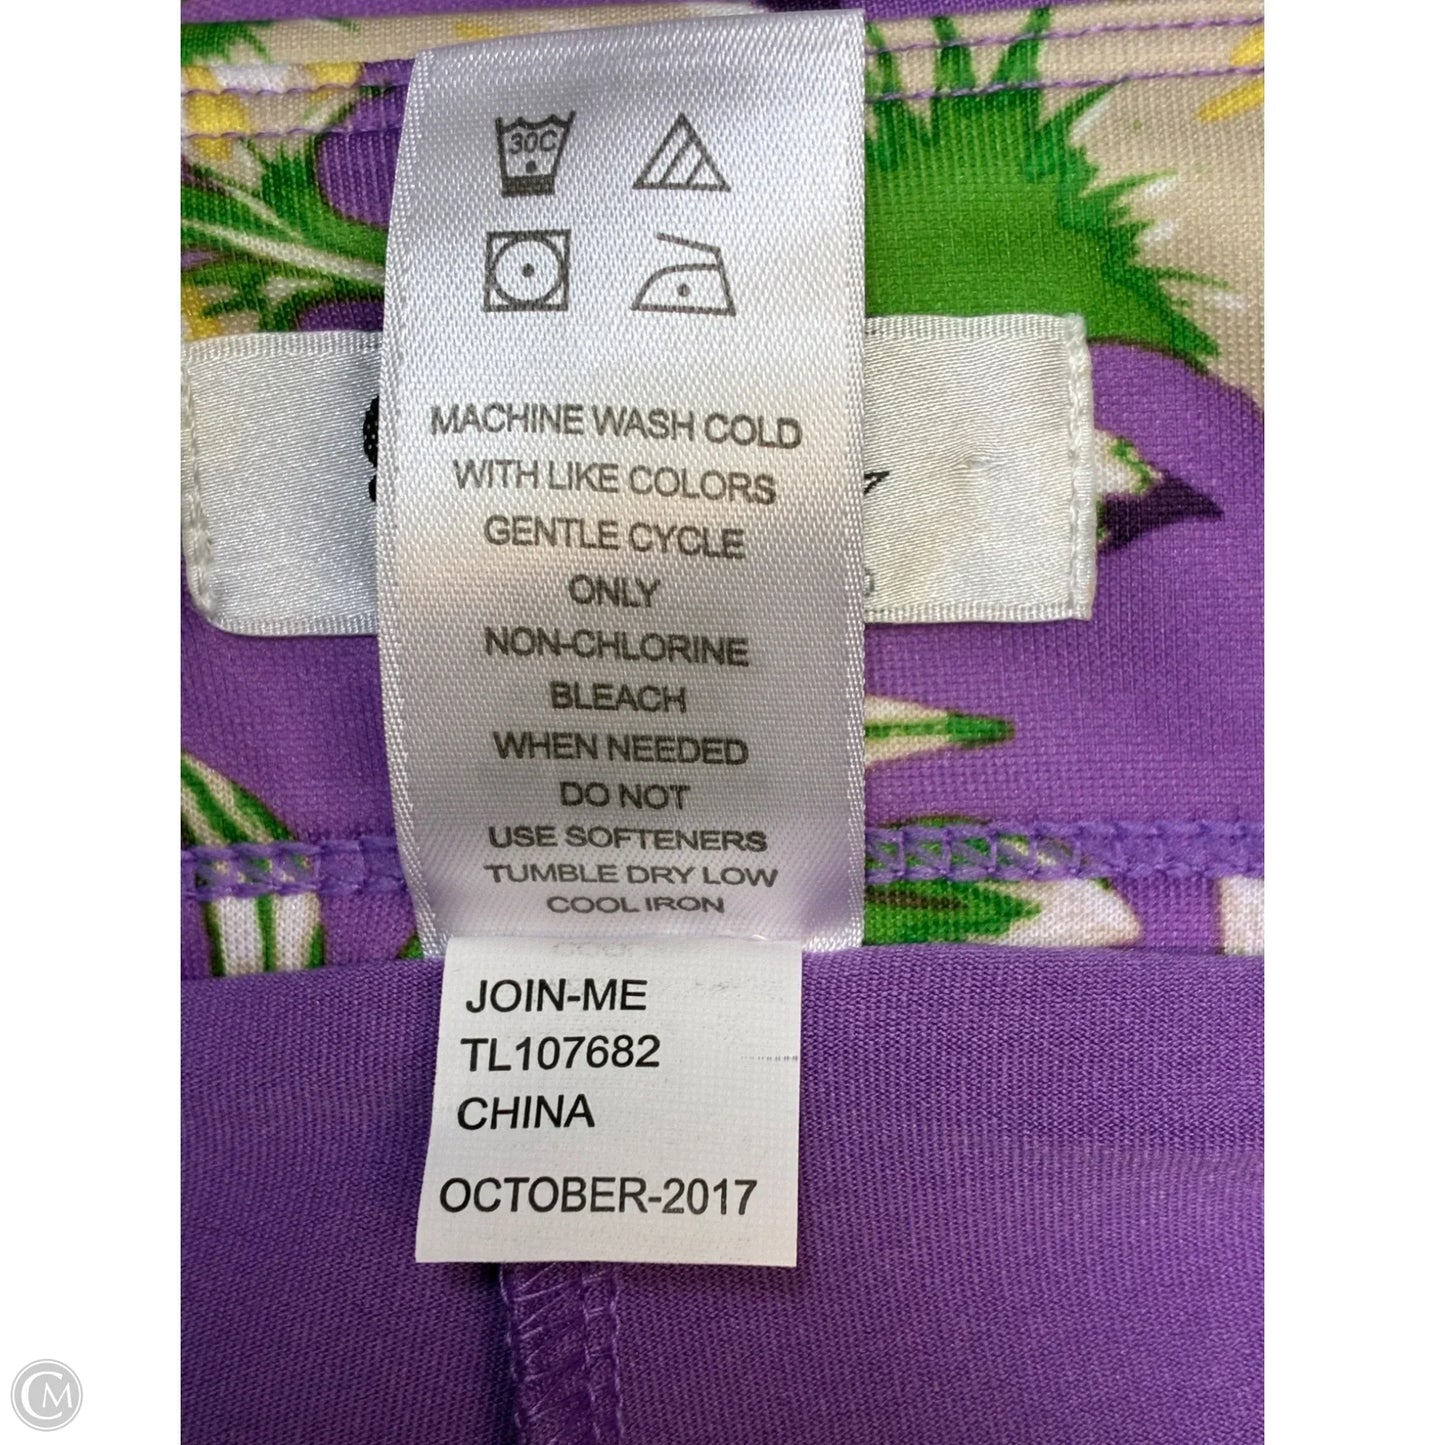 30C
MACHINE WASH COLD
WITH LIKE COLORS
GENTLE CYCLE
ONLY
NON-CHLORINE
BLEACH
WHEN NEEDED
DO NOT
USE SOFTENERS
TUMBLE DRY LOW
COOL IRON
JOIN-ME
TL107682
CHINA
OCTOBER-2017
CM